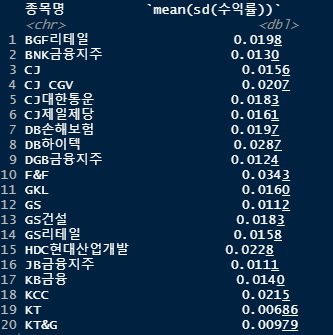 종목명 `mean(sd(수익률))`
<chr> <dbl>
1 BGF리테일 0.0198
2 BNK금융지주 0.0130
3 CJ 0.0156
4 CJ CGV 0.0207
5 CJ대한통운 0.0183
6 CJ제일제당 0.0161
7 DB손해보험 0.0197
8 DB하이텍 0.0287
9 DGB금융지주 0.0124
10 F&F 0.0343
11 GKL 0.0160
12 GS 0.0112
13 GS건설 0.0183
14 GS리테일 0.0158
15 HDC현대산업개발 0.0228
16 JB금융지주 0.0111
17 KB금융 0.0140
18 KCC 0.0215
19 KT 0.00686
20 KT&G 0.00979